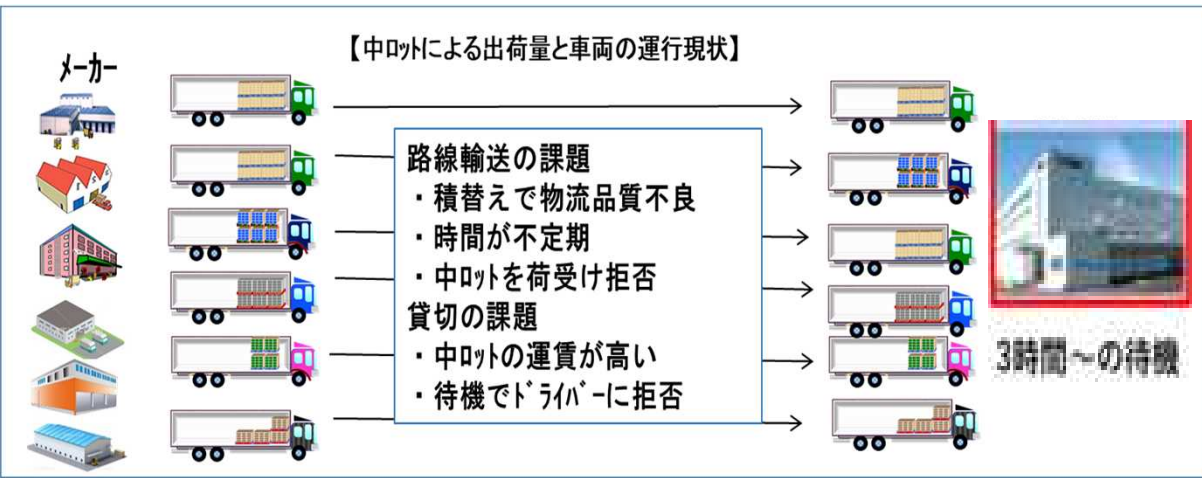 【中ロットによる出荷量と車両の運行現状】
メーカー
路線輸送の課題
・積替えで物流品質不良
・時間が不定期
・中ロットを荷受け拒否
貸切の課題
・中ロットの運賃が高い
・待機でドライバーに拒否
3時間～の待機